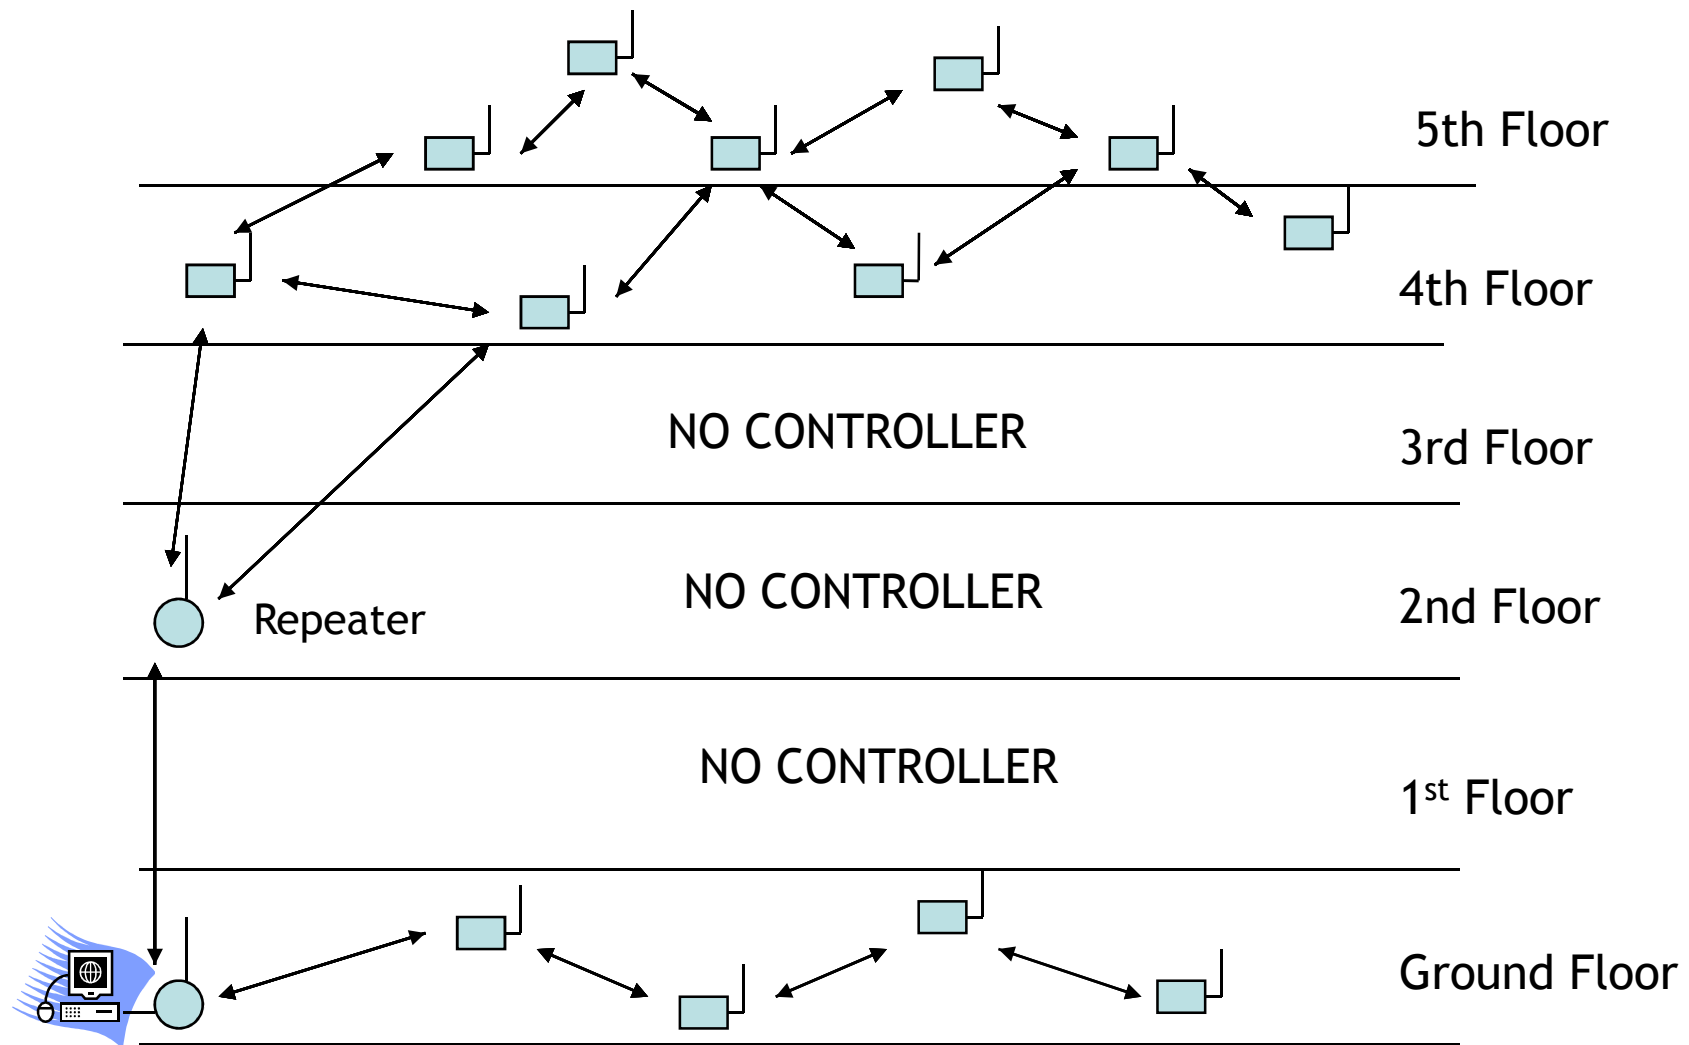 5th Floor
4th Floor
NO CONTROLLER
3rd Floor
NO CONTROLLER
2nd Floor
Repeater
NO CONTROLLER
1st Floor
Ground Floor